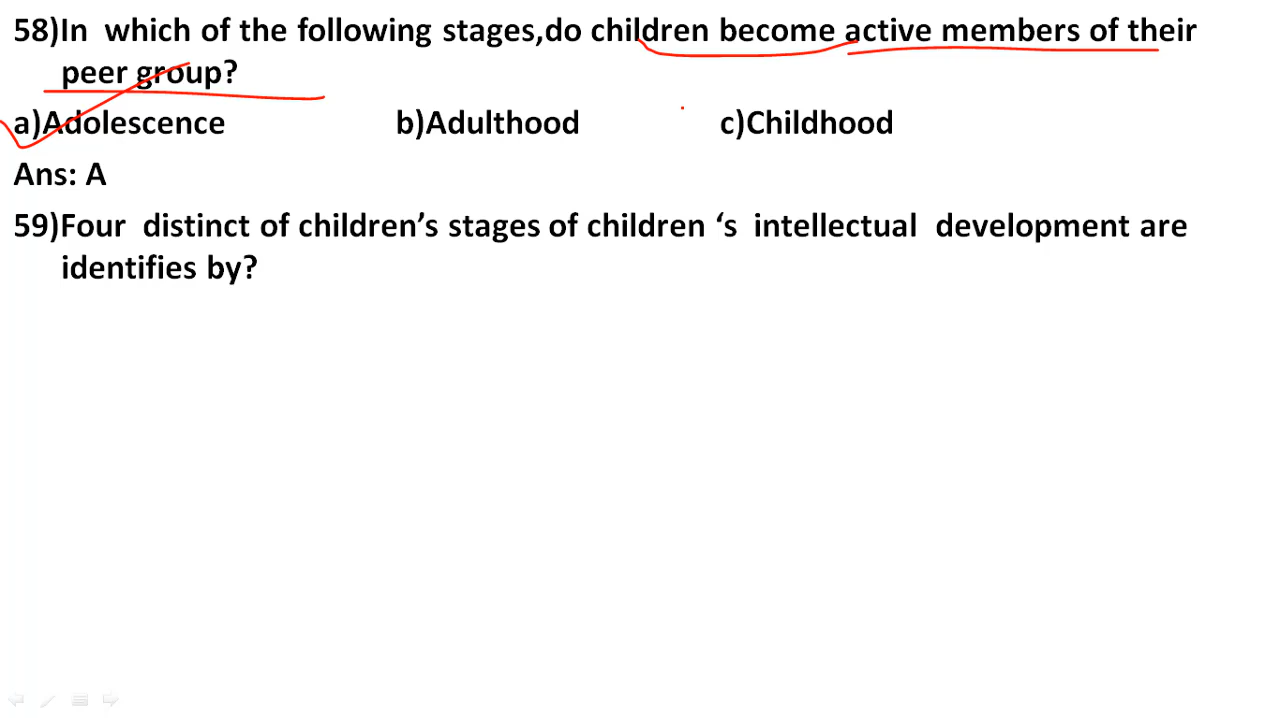 58)In which of the following stages,do children become active members of their
peer group?
a)Adolescence b)Adulthood c)Childhood
Ans: A
59)Four distinct of children’s stages of children ‘s intellectual development are
identifies by?